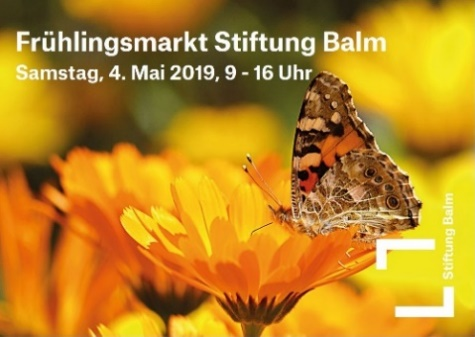 Frühlingsmarkt Stiftung Balm
Samstag, 4. Mai 2019, 9 - 16 Uhr
Stiftung Balm